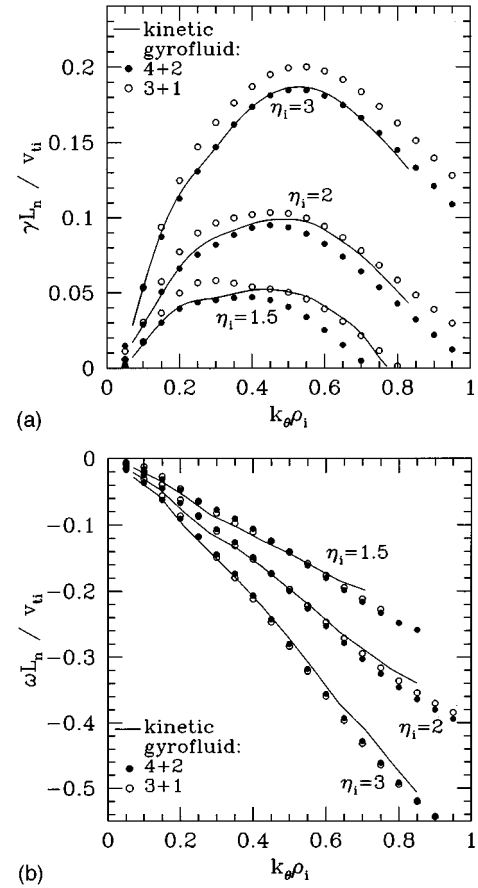 (a)
kinetic
gyrofluid:
4+2
3+1
γL_n / v_ti
0.2
0.15
0.1
0.05
0
η_i=3
η_i=2
η_i=1.5
0 0.2 0.4 0.6 0.8 1
k_θρ_i
(b)
ωL_n / v_ti
0
−0.1
−0.2
−0.3
−0.4
−0.5
η_i=1.5
η_i=2
η_i=3
kinetic
gyrofluid:
4+2
3+1
0 0.2 0.4 0.6 0.8 1
k_θρ_i